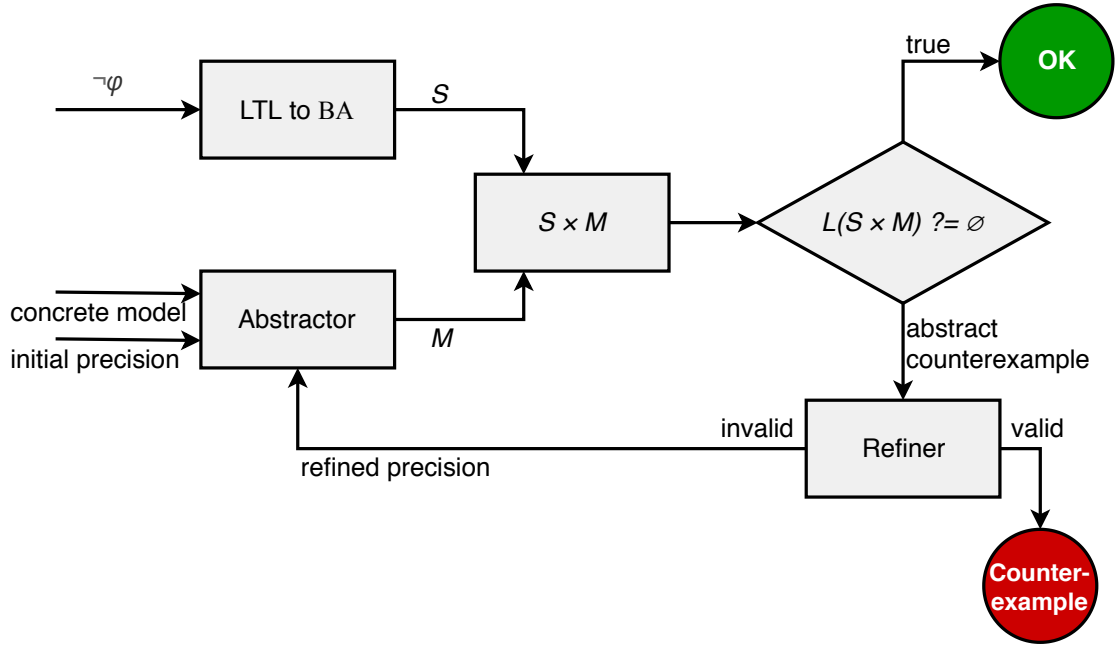 true
OK
¬φ
LTL to BA
S
S × M
L(S × M) ?= ∅
concrete model
initial precision
Abstractor
M
abstract
counterexample
invalid
Refiner
valid
refined precision
Counter-
example